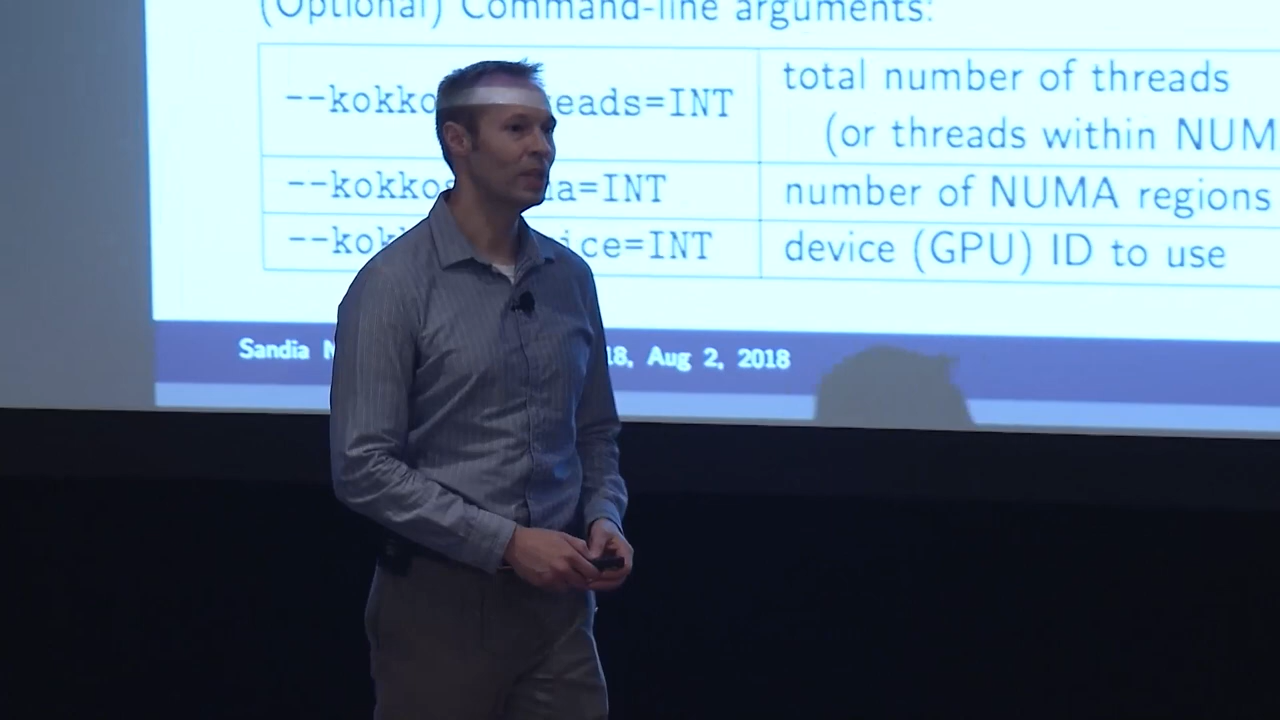 (Optional) Command-line arguments:
--kokko eads=INT
total number of threads
(or threads within NUM
--kokkos a=INT
number of NUMA regions
--kok ice=INT
device (GPU) ID to use
Sandia N 18, Aug 2, 2018